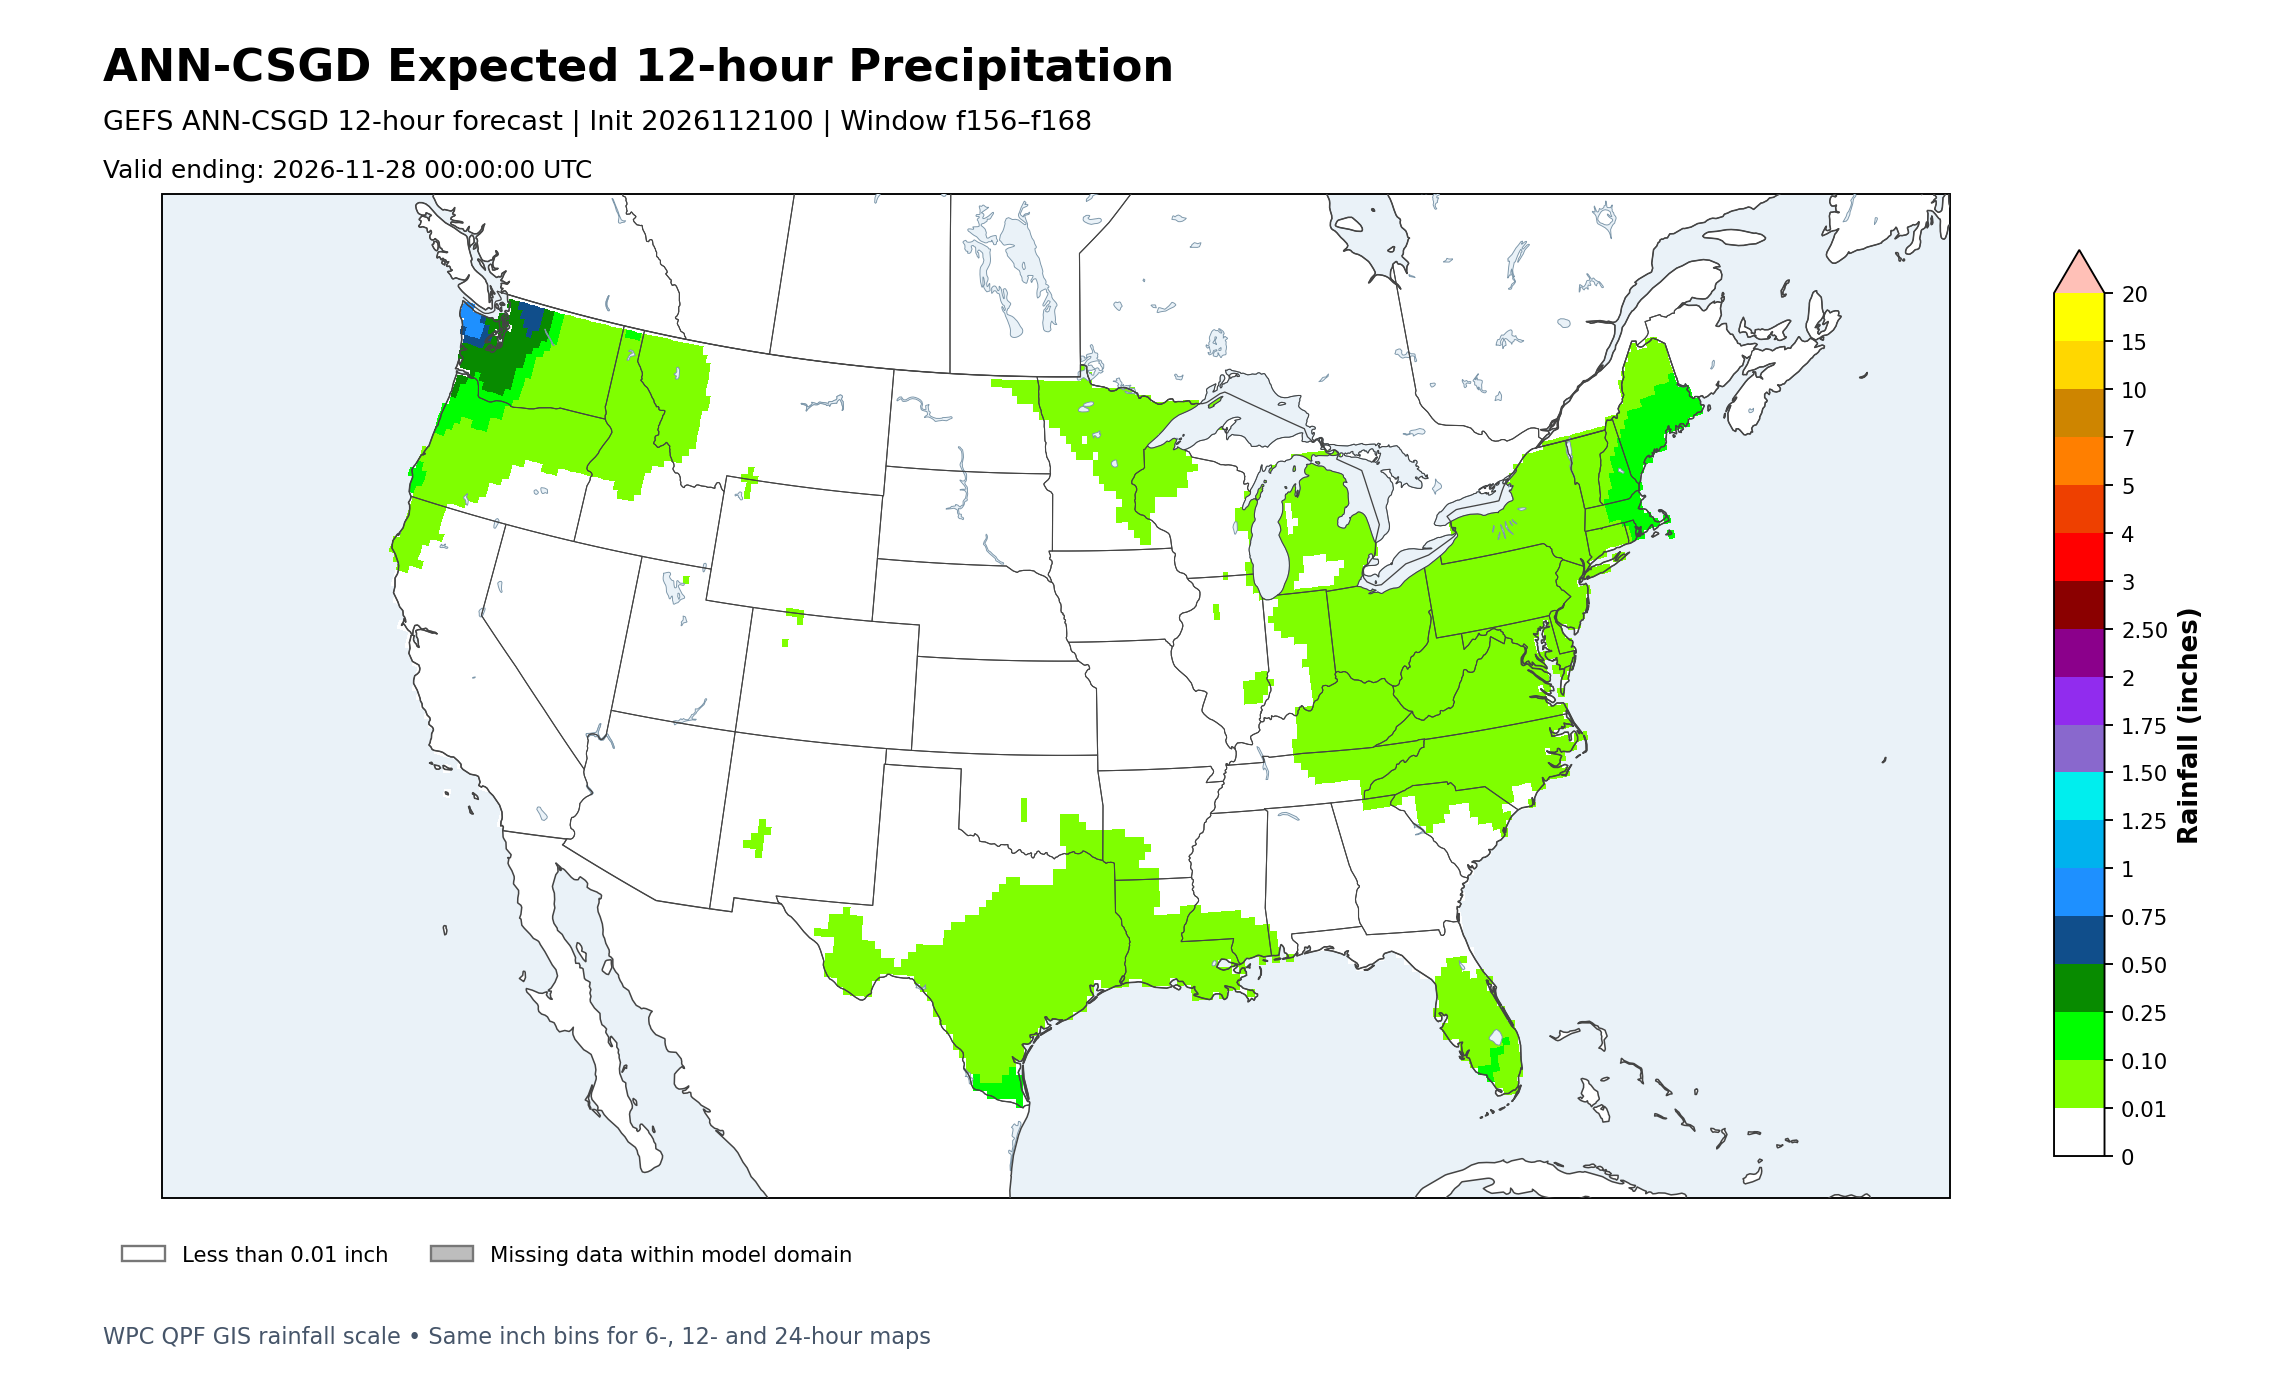 ANN-CSGD Expected 12-hour Precipitation
GEFS ANN-CSGD 12-hour forecast | Init 2026112100 | Window f156–f168
Valid ending: 2026-11-28 00:00:00 UTC
20
15
10
7
5
4
3
2.50
2
1.75
1.50
1.25
1
0.75
0.50
0.25
0.10
0.01
0
Rainfall (inches)
Less than 0.01 inch
Missing data within model domain
WPC QPF GIS rainfall scale • Same inch bins for 6-, 12- and 24-hour maps